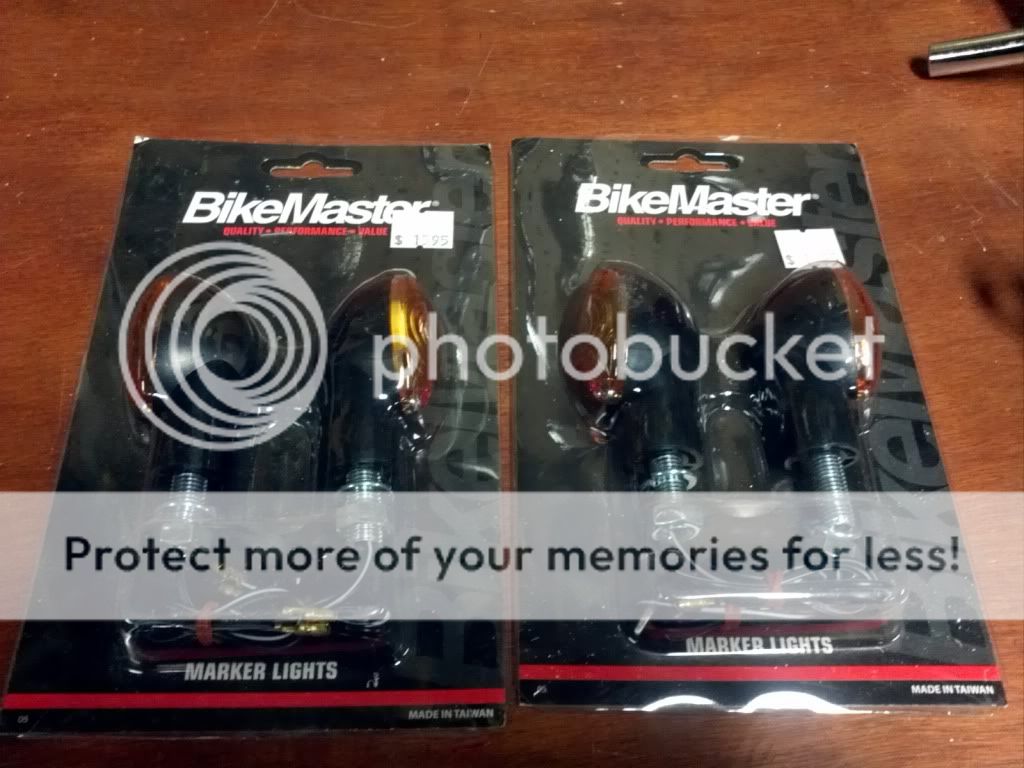 BikeMaster®
QUALITY • PERFORMANCE • VALUE
$
MARKER LIGHTS
05
MADE IN TAIWAN
BikeMaster®
QUALITY • PERFORMANCE • VALUE
$
MARKER LIGHTS
MADE IN TAIWAN
photobucket
Protect more of your memories for less!